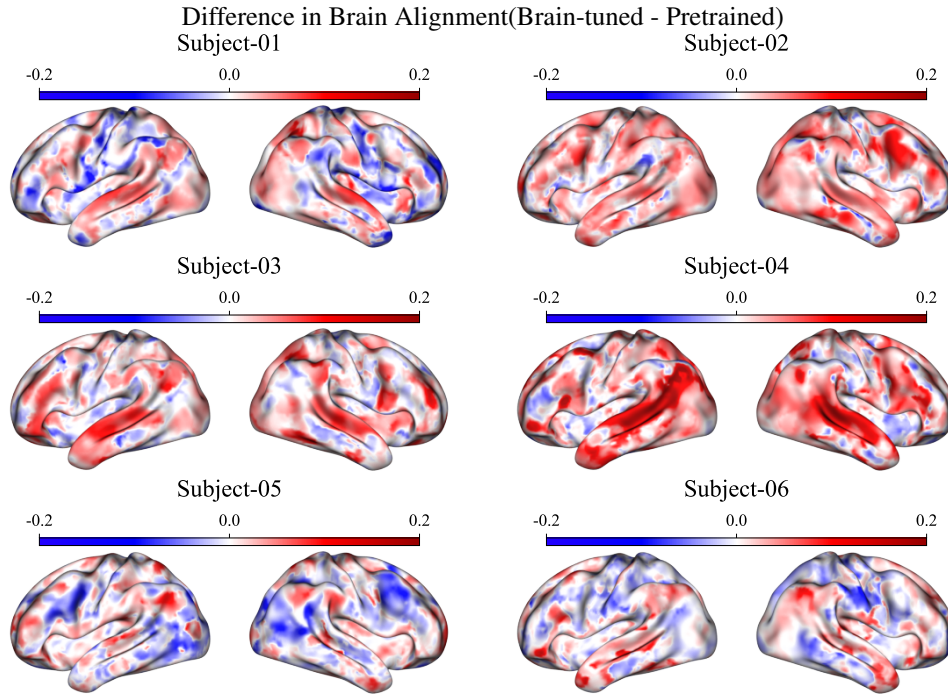 Difference in Brain Alignment(Brain-tuned - Pretrained)
Subject-01
Subject-02
-0.2 0.0 0.2
-0.2 0.0 0.2
Subject-03
Subject-04
-0.2 0.0 0.2
-0.2 0.0 0.2
Subject-05
Subject-06
-0.2 0.0 0.2
-0.2 0.0 0.2